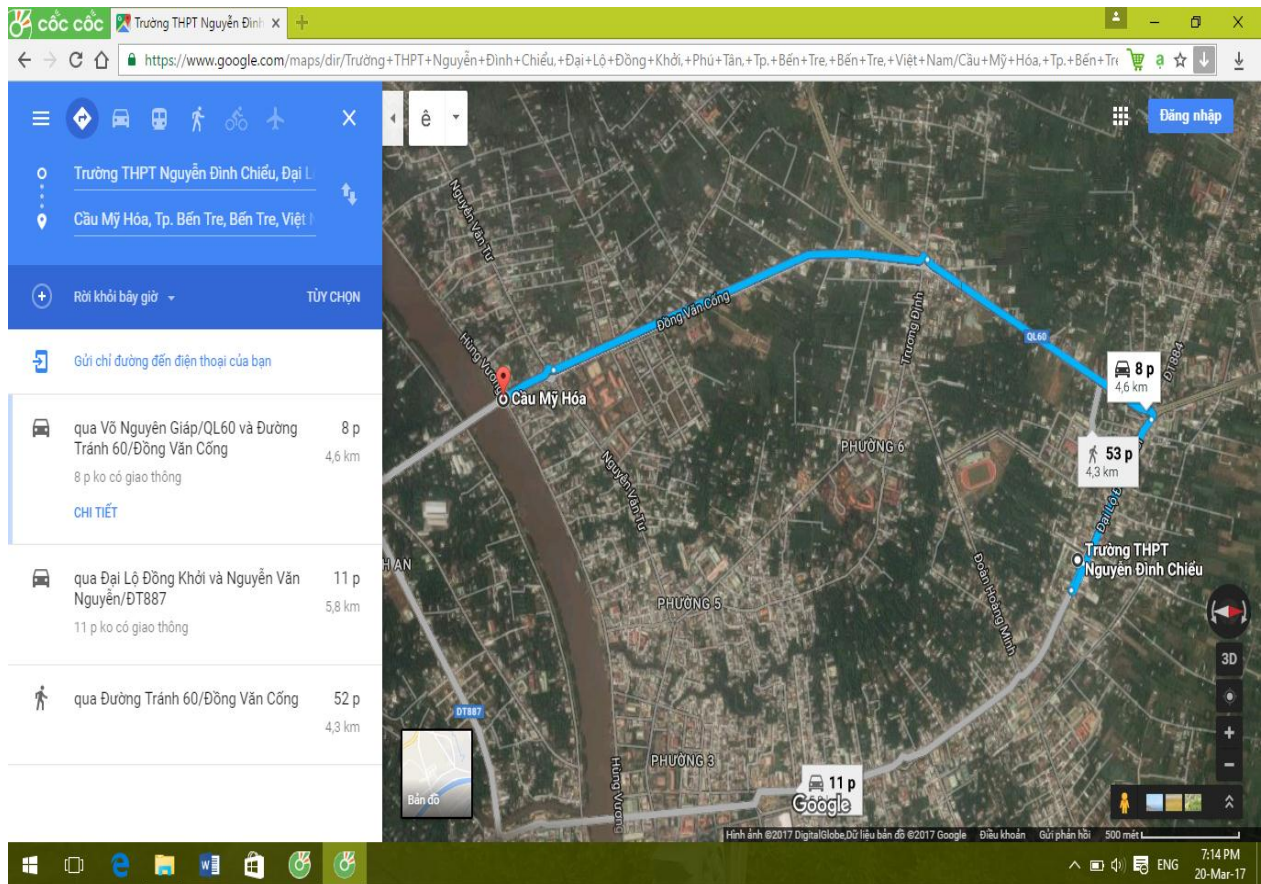 cốc cốc
Trường THPT Nguyễn Đình
https://www.google.com/maps/dir/Trường+THPT+Nguyễn+Đình+Chiểu,+Đại+Lộ+Đồng+Khởi,+Phú+Tân,+Tp.+Bến+Tre,+Bến+Tre,+Việt+Nam/Cầu+Mỹ+Hóa,+Tp.+Bến+Tre
Trường THPT Nguyễn Đình Chiểu, Đại L
Cầu Mỹ Hóa, Tp. Bến Tre, Bến Tre, Việt N
Rời khỏi bây giờ
TÙY CHỌN
Gửi chỉ đường đến điện thoại của bạn
qua Võ Nguyên Giáp/QL60 và Đường 8 p
Tránh 60/Đồng Văn Cống 4,6 km
8 p ko có giao thông
CHI TIẾT
qua Đại Lộ Đồng Khởi và Nguyễn Văn 11 p
Nguyễn/ĐT887 5,8 km
11 p ko có giao thông
qua Đường Tránh 60/Đồng Văn Cống 52 p
4,3 km
ê
Đăng nhập
Nguyễn Văn Tư
Đồng Văn Cống
Trương Định
QL60
ĐT884
8 p
4,6 km
Hùng Vương
Cầu Mỹ Hóa
PHƯỜNG 6
53 p
4,3 km
Nguyễn Văn Tư
Đại Lộ Đ
Trường THPT
Nguyễn Đình Chiểu
H AN
PHƯỜNG 5
Đoàn Hoàng Minh
3D
DT887
PHƯỜNG 3
Hùng Vương
11 p
Google
Bản đồ
Hình ảnh ©2017 DigitalGlobe,Dữ liệu bản đồ ©2017 Google Điều khoản Gửi phản hồi 500 mét
ENG
7:14 PM
20-Mar-17